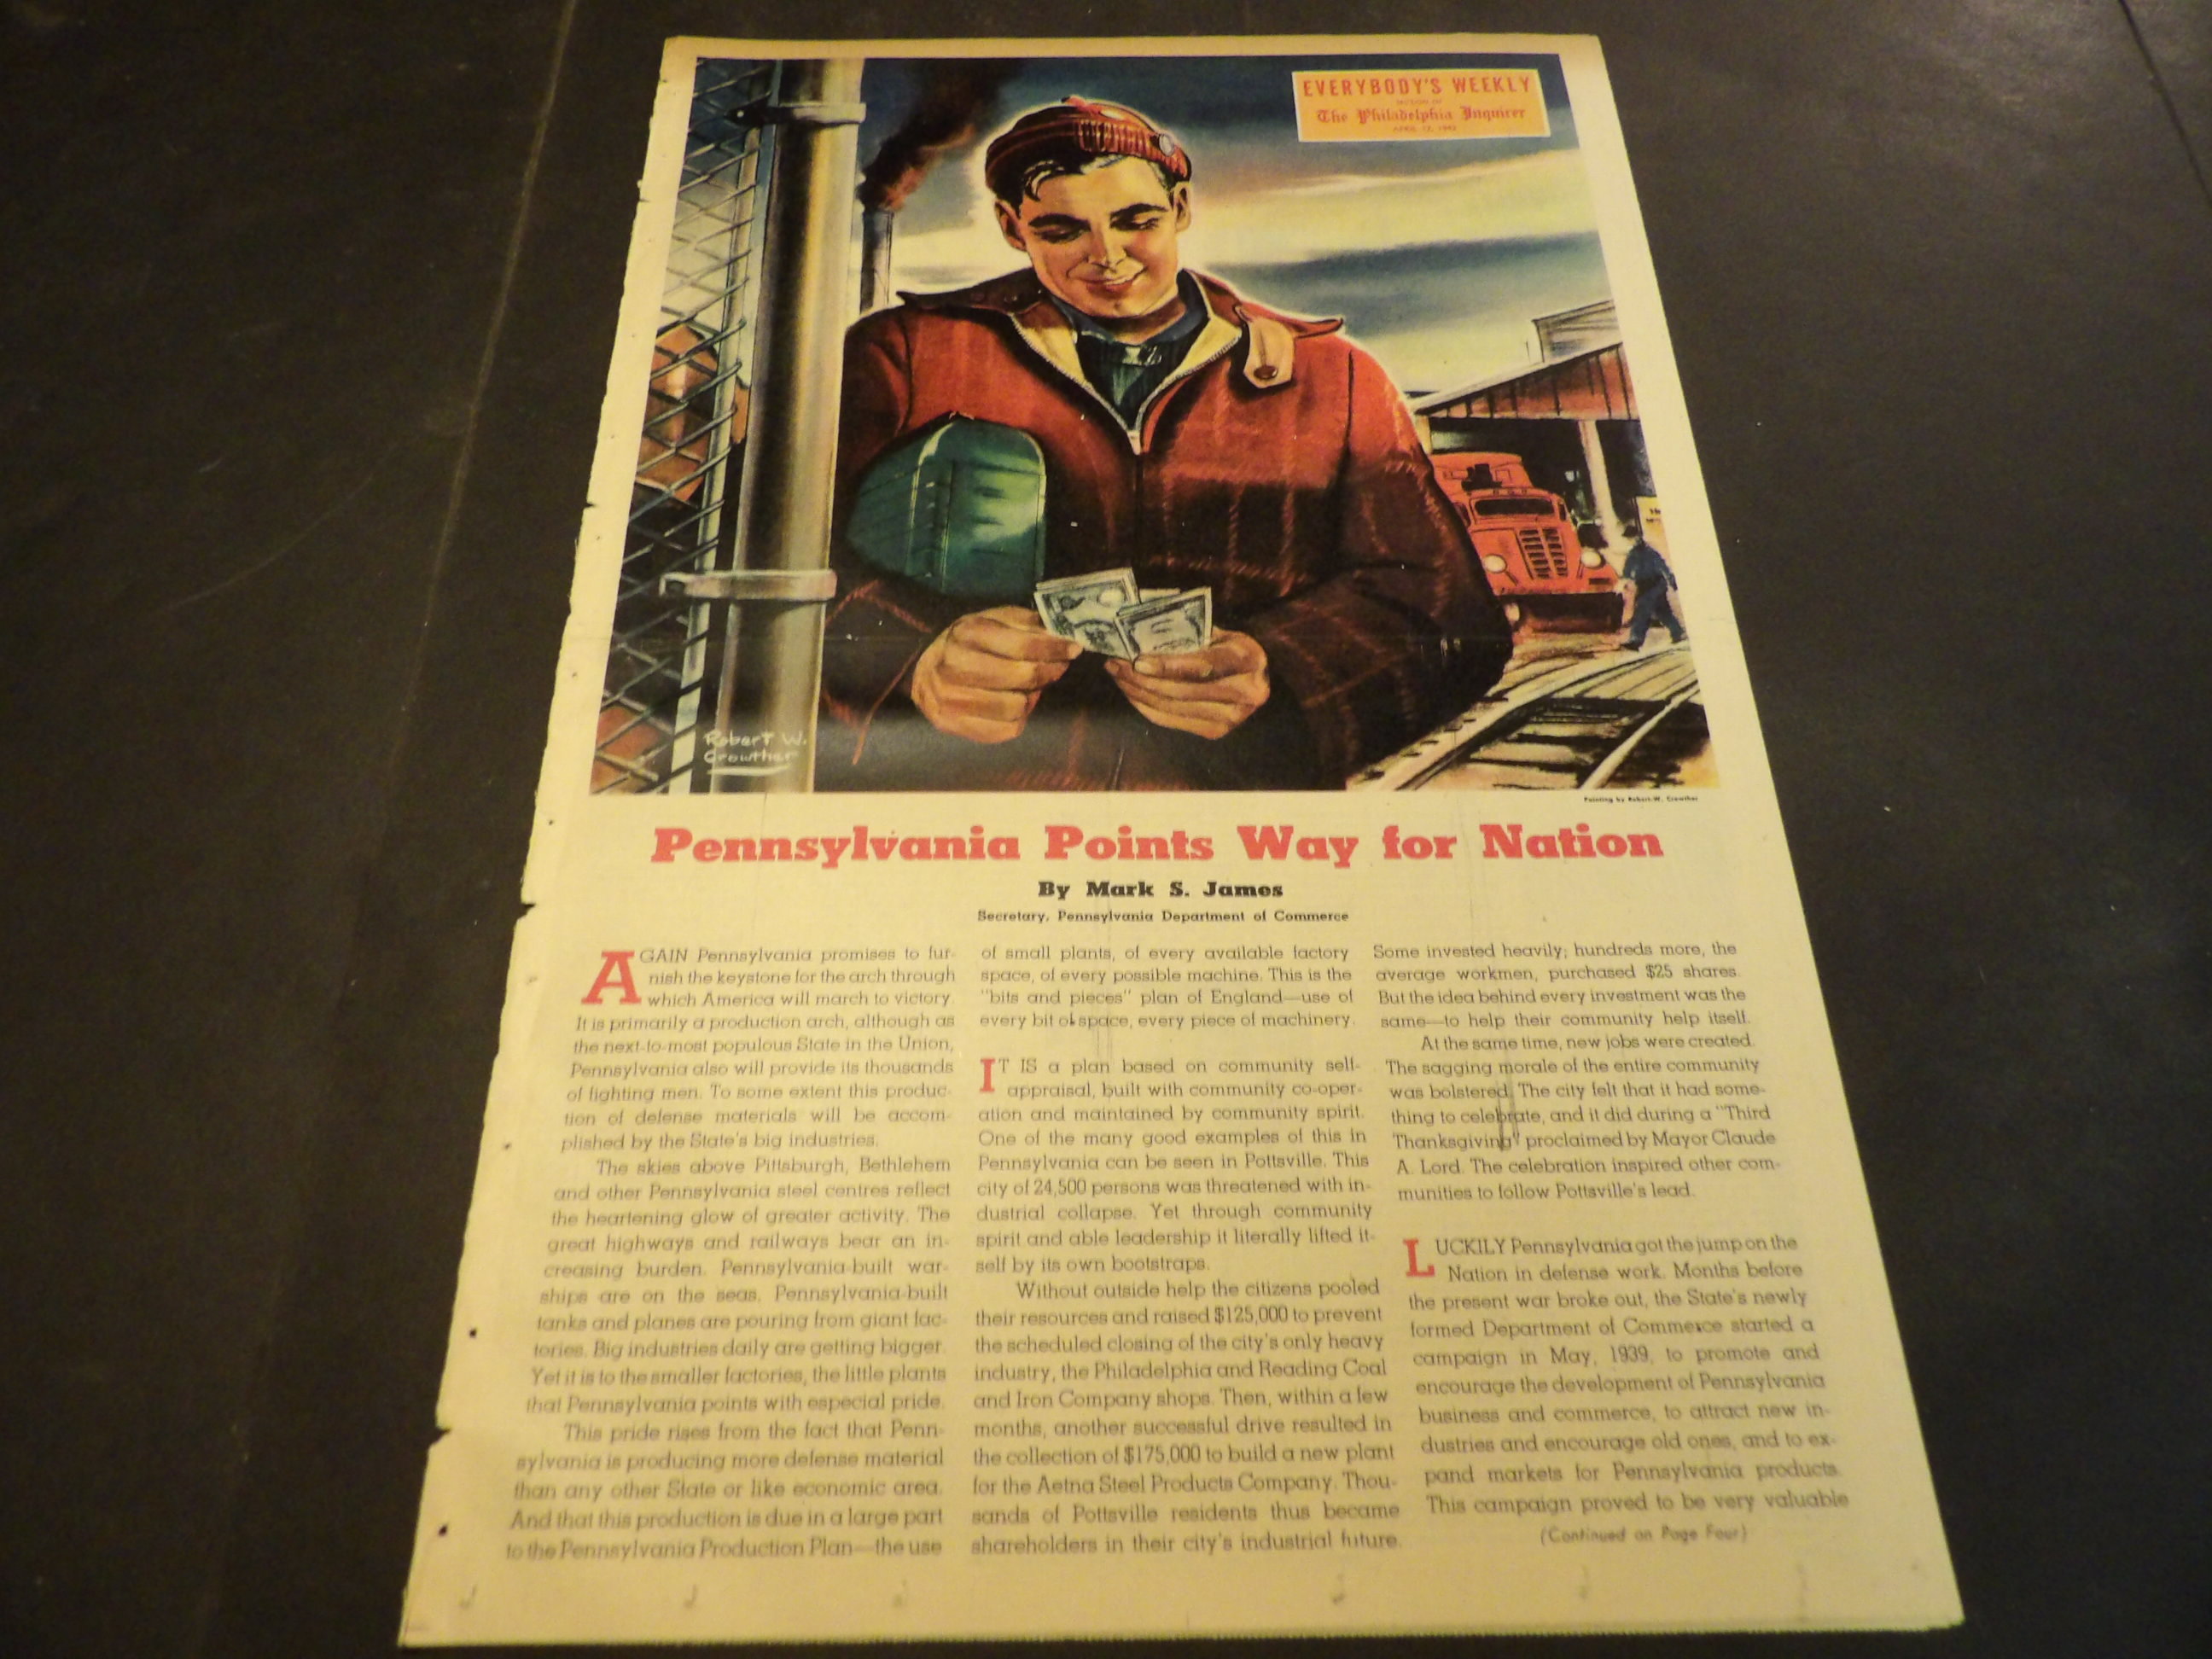 EVERYBODY'S WEEKLY
SECTION OF
The Philadelphia Inquirer
APRIL 12, 1942
Robert W.
Crowther
Painting by Robert W. Crowther
Pennsylvania Points Way for Nation
By Mark S. James
Secretary, Pennsylvania Department of Commerce
AGAIN Pennsylvania promises to fur-
nish the keystone for the arch through
which America will march to victory.
It is primarily a production arch, although as
the next-to-most populous State in the Union,
Pennsylvania also will provide its thousands
of fighting men. To some extent this produc-
tion of defense materials will be accom-
plished by the State's big industries.
The skies above Pittsburgh, Bethlehem
and other Pennsylvania steel centres reflect
the heartening glow of greater activity. The
great highways and railways bear an in-
creasing burden. Pennsylvania-built war-
ships are on the seas. Pennsylvania-built
tanks and planes are pouring from giant fac-
tories. Big industries daily are getting bigger.
Yet it is to the smaller factories, the little plants
that Pennsylvania points with especial pride.
This pride rises from the fact that Penn-
sylvania is producing more defense material
than any other State or like economic area.
And that this production is due in a large part
to the Pennsylvania Production Plan—the use
of small plants, of every available factory
space, of every possible machine. This is the
"bits and pieces" plan of England—use of
every bit of space, every piece of machinery.
IT IS a plan based on community self-
appraisal, built with community co-oper-
ation and maintained by community spirit.
One of the many good examples of this in
Pennsylvania can be seen in Pottsville. This
city of 24,500 persons was threatened with in-
dustrial collapse. Yet through community
spirit and able leadership it literally lifted it-
self by its own bootstraps.
Without outside help the citizens pooled
their resources and raised $125,000 to prevent
the scheduled closing of the city's only heavy
industry, the Philadelphia and Reading Coal
and Iron Company shops. Then, within a few
months, another successful drive resulted in
the collection of $175,000 to build a new plant
for the Aetna Steel Products Company. Thou-
sands of Pottsville residents thus became
shareholders in their city's industrial future.
Some invested heavily; hundreds more, the
average workmen, purchased $25 shares.
But the idea behind every investment was the
same—to help their community help itself.
At the same time, new jobs were created.
The sagging morale of the entire community
was bolstered. The city felt that it had some-
thing to celebrate, and it did during a "Third
Thanksgiving" proclaimed by Mayor Claude
A. Lord. The celebration inspired other com-
munities to follow Pottsville's lead.
LUCKILY Pennsylvania got the jump on the
Nation in defense work. Months before
the present war broke out, the State's newly
formed Department of Commerce started a
campaign in May, 1939, to promote and
encourage the development of Pennsylvania
business and commerce, to attract new in-
dustries and encourage old ones, and to ex-
pand markets for Pennsylvania products.
This campaign proved to be very valuable
(Continued on Page Four)